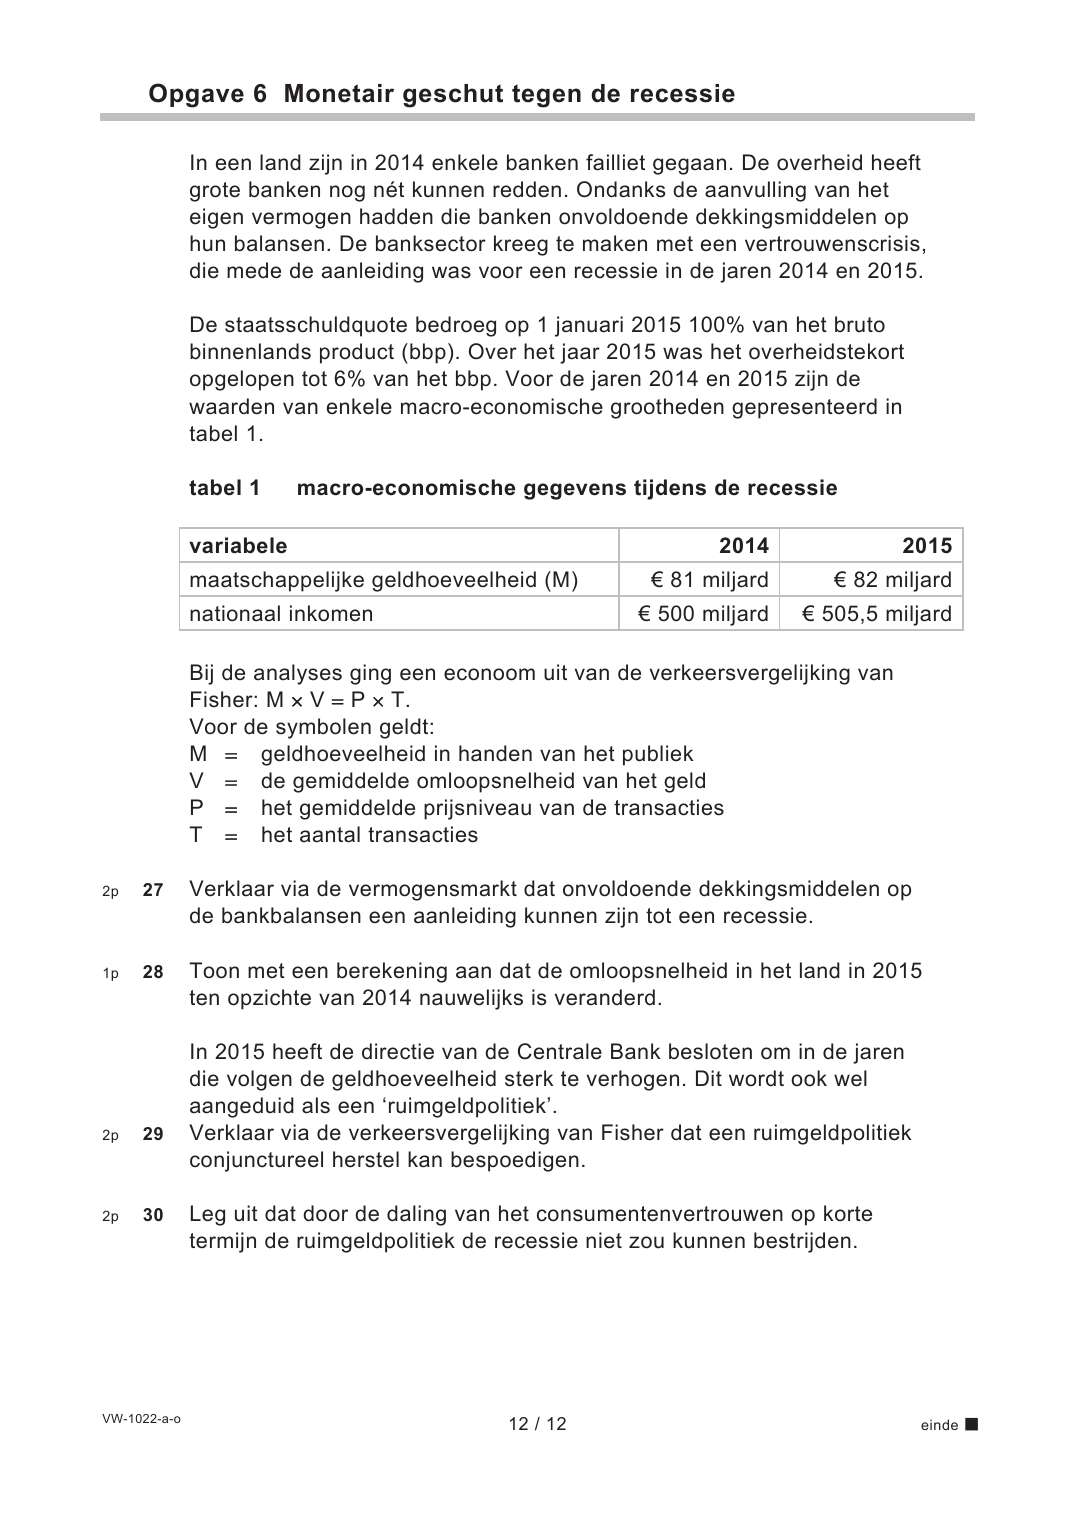 Opgave 6 Monetair geschut tegen de recessie
In een land zijn in 2014 enkele banken failliet gegaan. De overheid heeft
grote banken nog nét kunnen redden. Ondanks de aanvulling van het
eigen vermogen hadden die banken onvoldoende dekkingsmiddelen op
hun balansen. De banksector kreeg te maken met een vertrouwenscrisis,
die mede de aanleiding was voor een recessie in de jaren 2014 en 2015.
De staatsschuldquote bedroeg op 1 januari 2015 100% van het bruto
binnenlands product (bbp). Over het jaar 2015 was het overheidstekort
opgelopen tot 6% van het bbp. Voor de jaren 2014 en 2015 zijn de
waarden van enkele macro-economische grootheden gepresenteerd in
tabel 1.
tabel 1 macro-economische gegevens tijdens de recessie
variabele 2014 2015
maatschappelijke geldhoeveelheid (M) € 81 miljard € 82 miljard
nationaal inkomen € 500 miljard € 505,5 miljard
Bij de analyses ging een econoom uit van de verkeersvergelijking van
Fisher: M × V = P × T.
Voor de symbolen geldt:
M = geldhoeveelheid in handen van het publiek
V = de gemiddelde omloopsnelheid van het geld
P = het gemiddelde prijsniveau van de transacties
T = het aantal transacties
2p 27 Verklaar via de vermogensmarkt dat onvoldoende dekkingsmiddelen op
de bankbalansen een aanleiding kunnen zijn tot een recessie.
1p 28 Toon met een berekening aan dat de omloopsnelheid in het land in 2015
ten opzichte van 2014 nauwelijks is veranderd.
In 2015 heeft de directie van de Centrale Bank besloten om in de jaren
die volgen de geldhoeveelheid sterk te verhogen. Dit wordt ook wel
aangeduid als een ‘ruimgeldpolitiek’.
2p 29 Verklaar via de verkeersvergelijking van Fisher dat een ruimgeldpolitiek
conjunctureel herstel kan bespoedigen.
2p 30 Leg uit dat door de daling van het consumentenvertrouwen op korte
termijn de ruimgeldpolitiek de recessie niet zou kunnen bestrijden.
VW-1022-a-o 12 / 12 einde ■